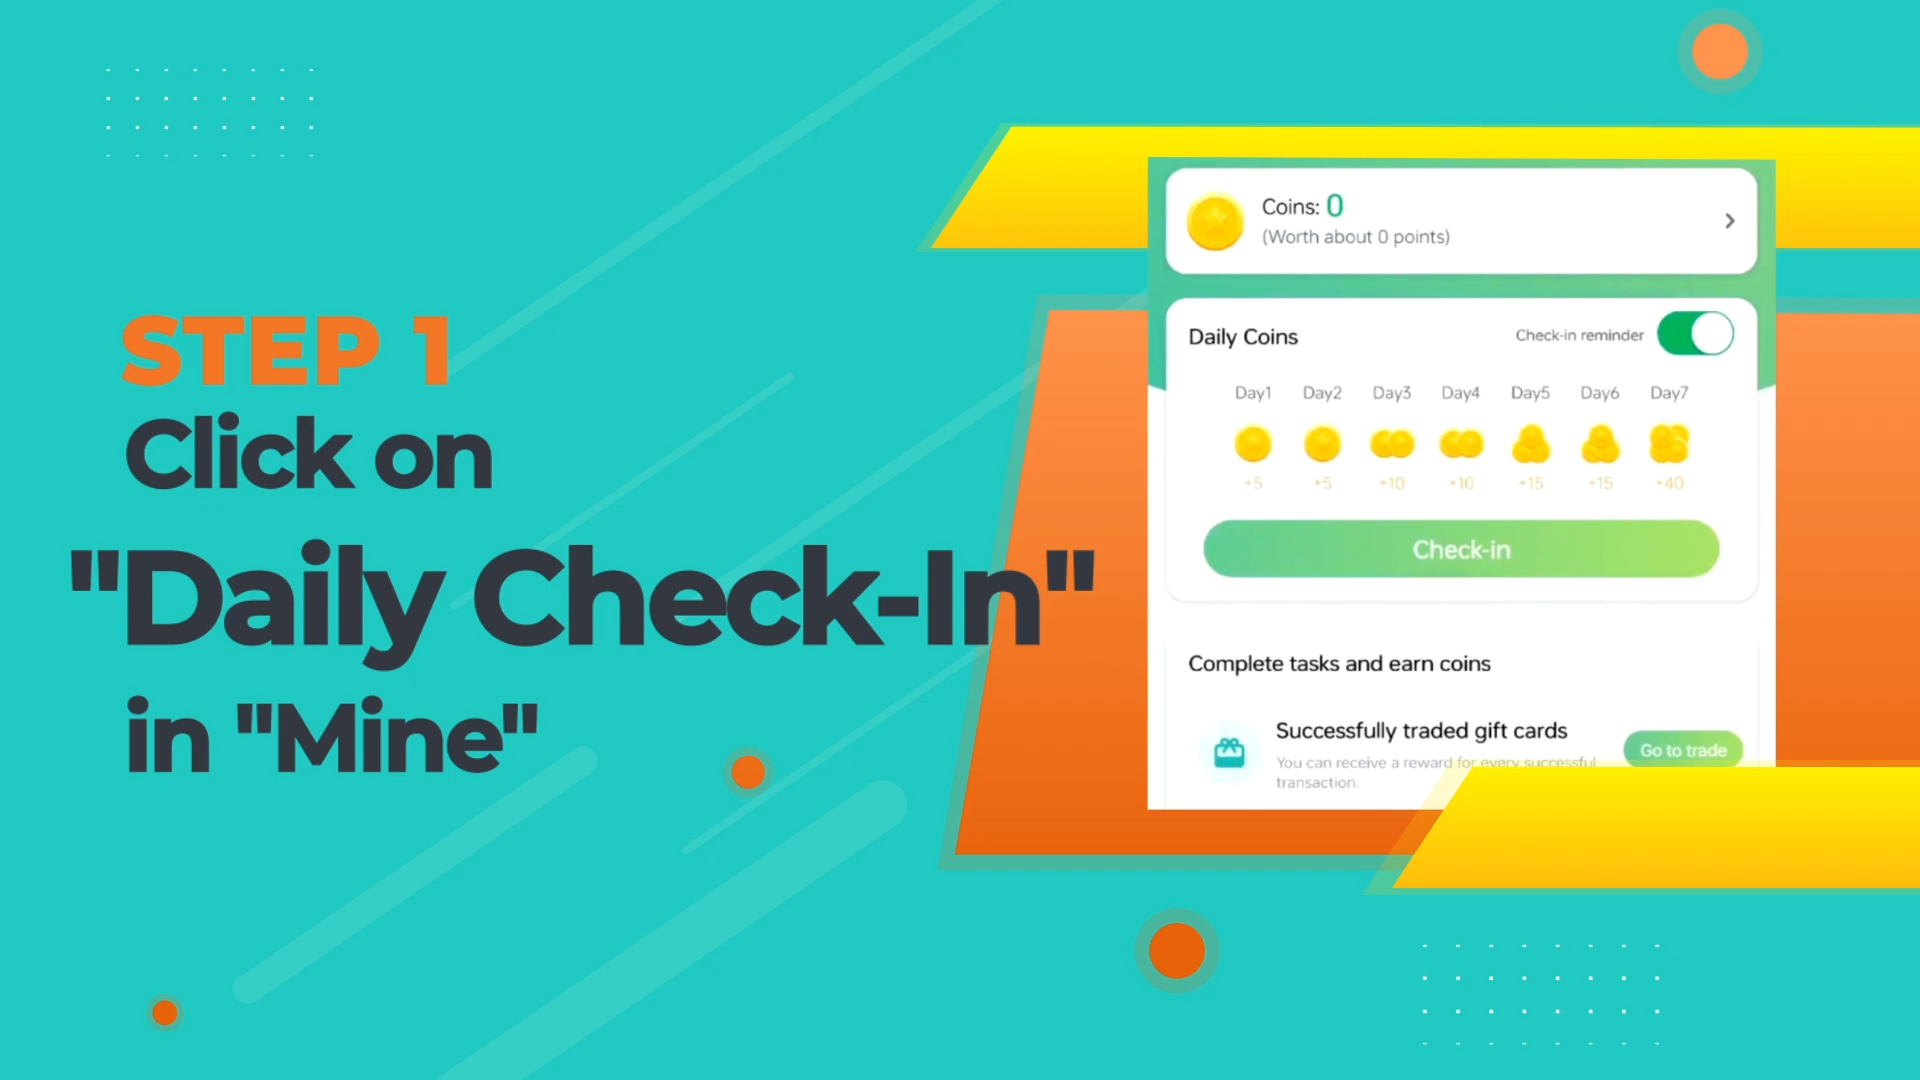 STEP 1
Click on
"Daily Check-In"
in "Mine"
Coins: 0
(Worth about 0 points)
Daily Coins
Check-in reminder
Day1 Day2 Day3 Day4 Day5 Day6 Day7
+5 +5 +10 +10 +15 +15 +40
Check-in
Complete tasks and earn coins
Successfully traded gift cards
You can receive a reward for every successful
transaction.
Go to trade